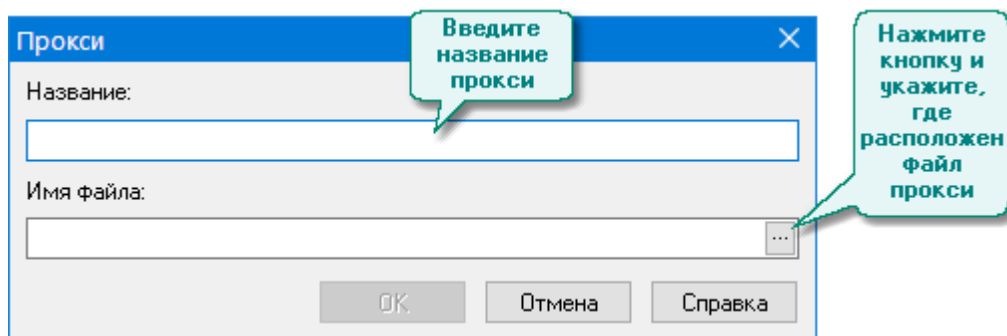 Прокси
Введите
название
прокси
Нажмите
кнопку и
укажите,
где
расположен
файл
прокси
Название:
Имя файла:
...
OK
Отмена
Справка